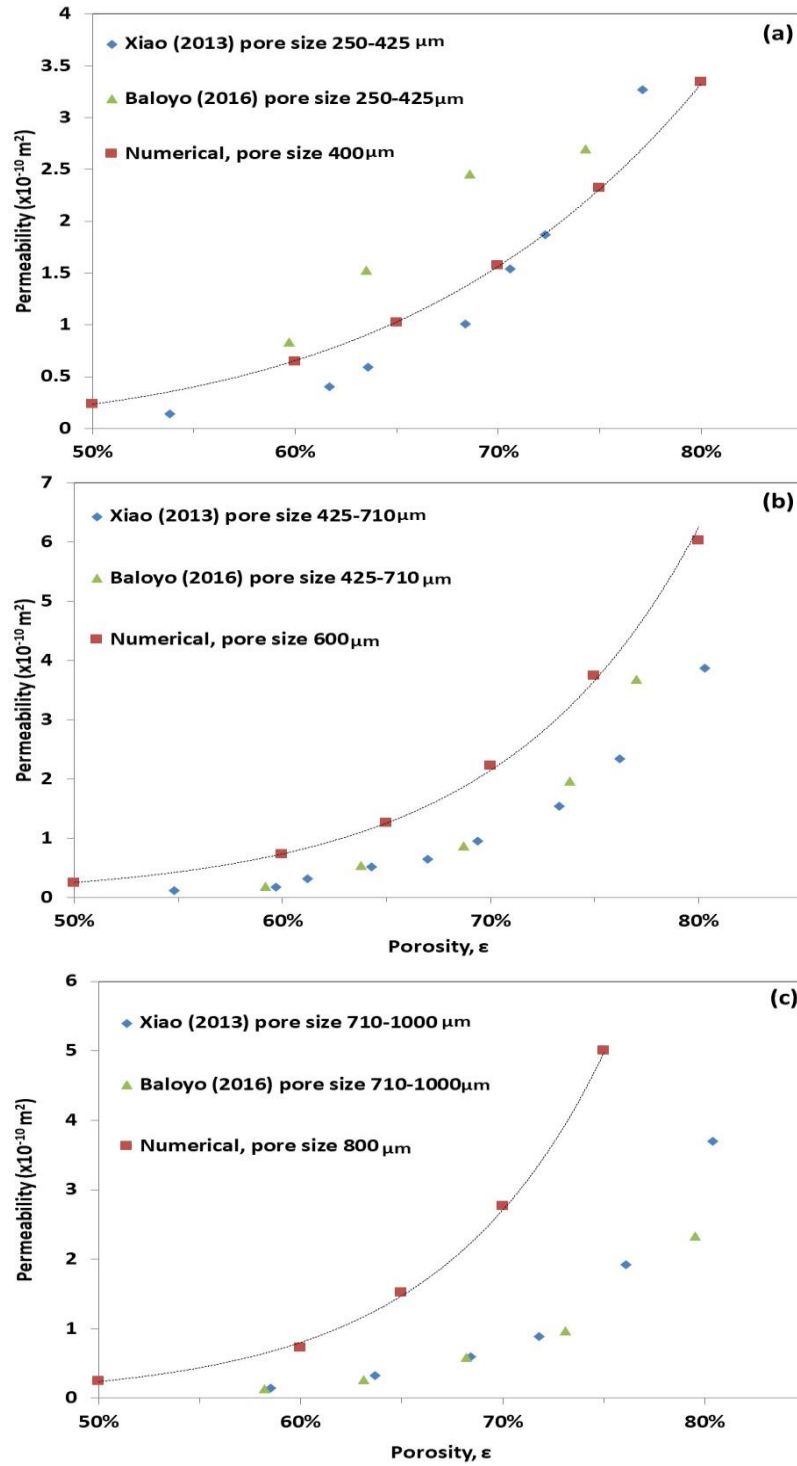 (a)
Xiao (2013) pore size 250-425 μm
Baloyo (2016) pore size 250-425μm
Numerical, pore size 400μm
Permeability (x10⁻¹⁰ m²)
4
3.5
3
2.5
2
1.5
1
0.5
0
50% 60% 70% 80%
(b)
Xiao (2013) pore size 425-710μm
Baloyo (2016) pore size 425-710μm
Numerical, pore size 600μm
Permeability (x10⁻¹⁰ m²)
7
6
5
4
3
2
1
0
50% 60% 70% 80%
Porosity, ε
(c)
Xiao (2013) pore size 710-1000 μm
Baloyo (2016) pore size 710-1000μm
Numerical, pore size 800 μm
Permeability (x10⁻¹⁰ m²)
6
5
4
3
2
1
0
50% 60% 70% 80%
Porosity, ε